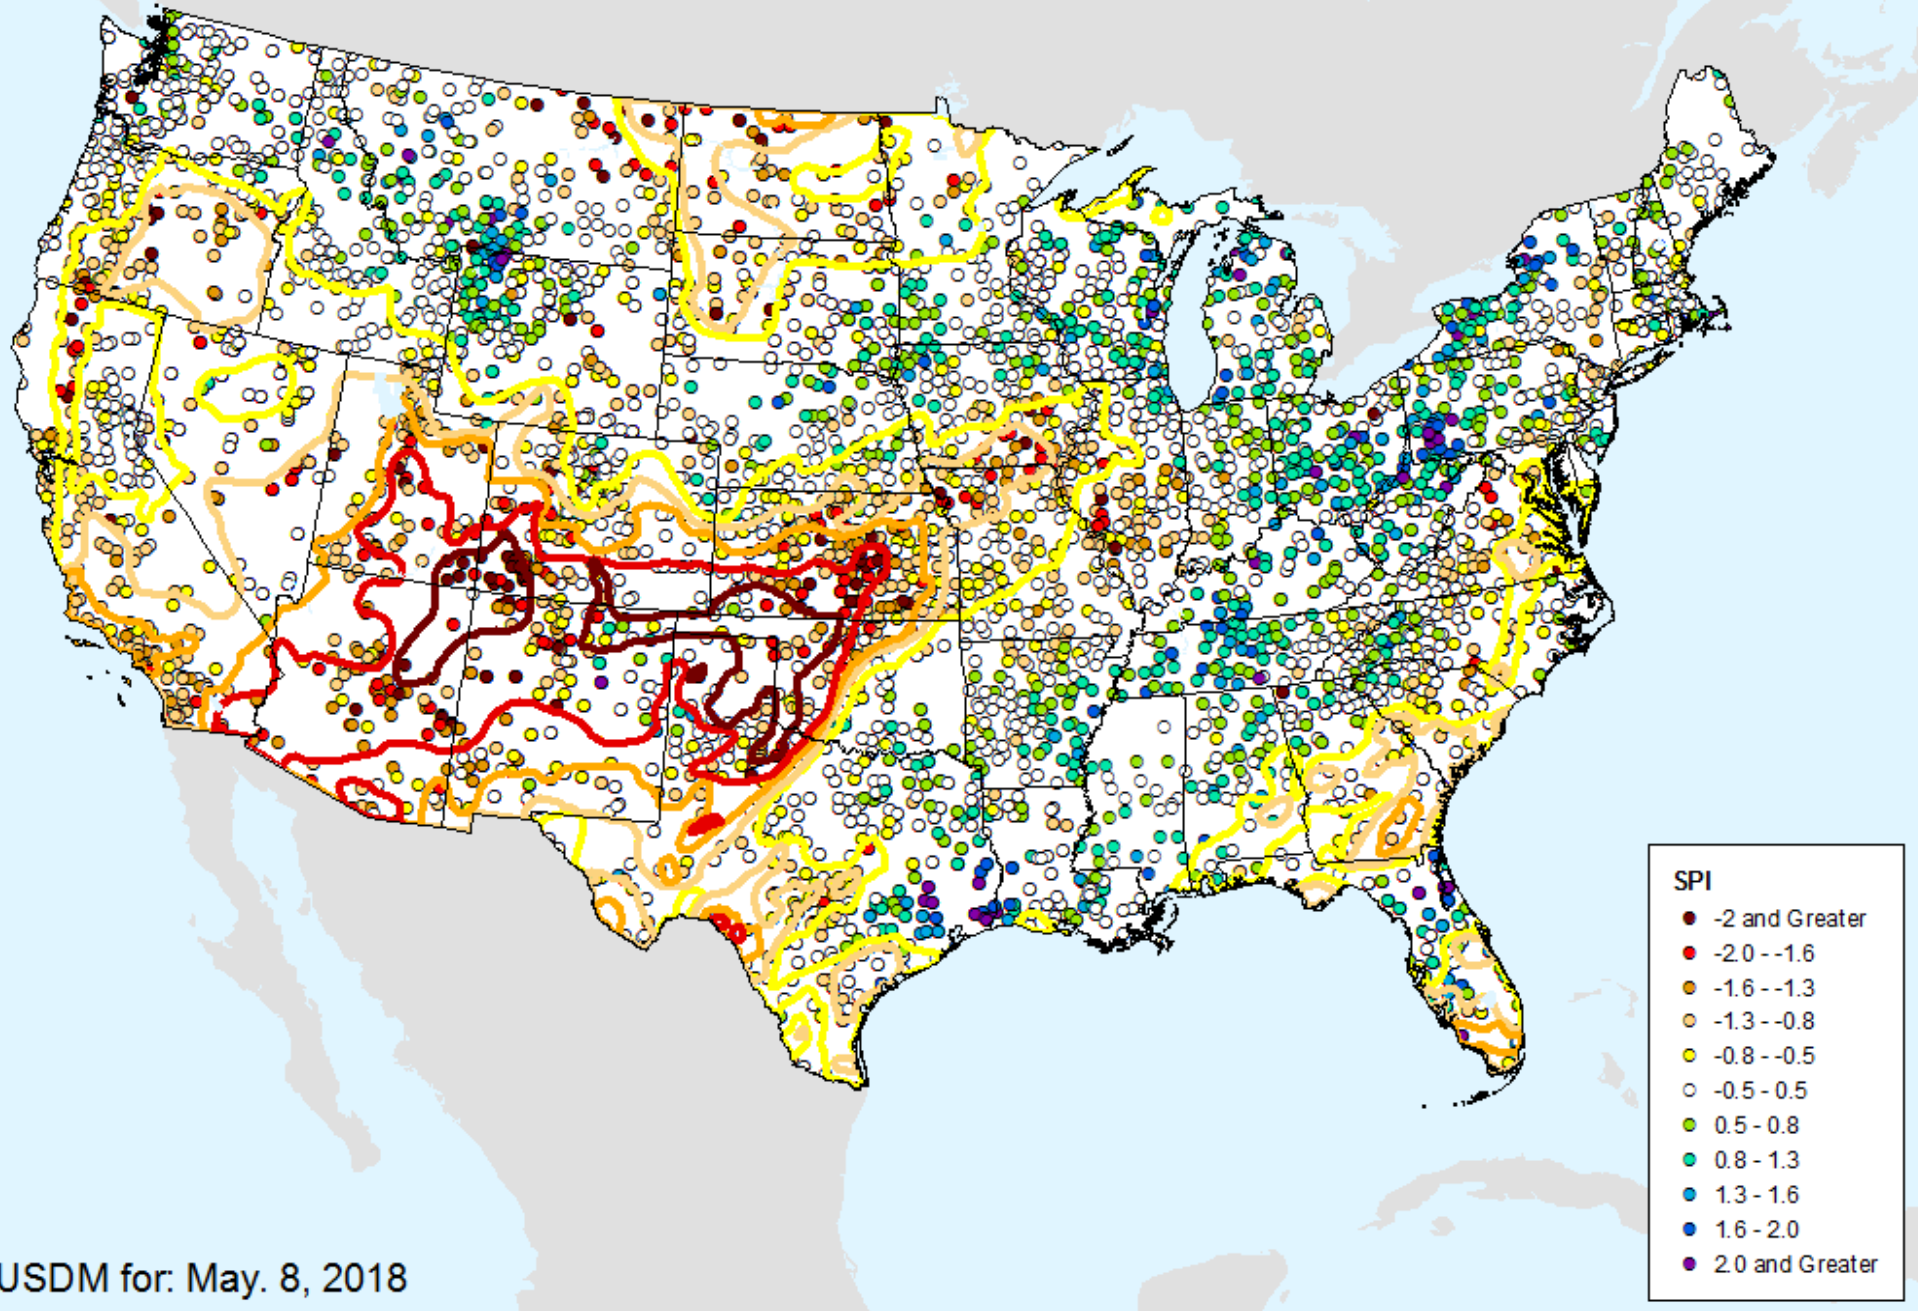 SPI
-2 and Greater
-2.0 - -1.6
-1.6 - -1.3
-1.3 - -0.8
-0.8 - -0.5
-0.5 - 0.5
0.5 - 0.8
0.8 - 1.3
1.3 - 1.6
1.6 - 2.0
2.0 and Greater
USDM for: May. 8, 2018